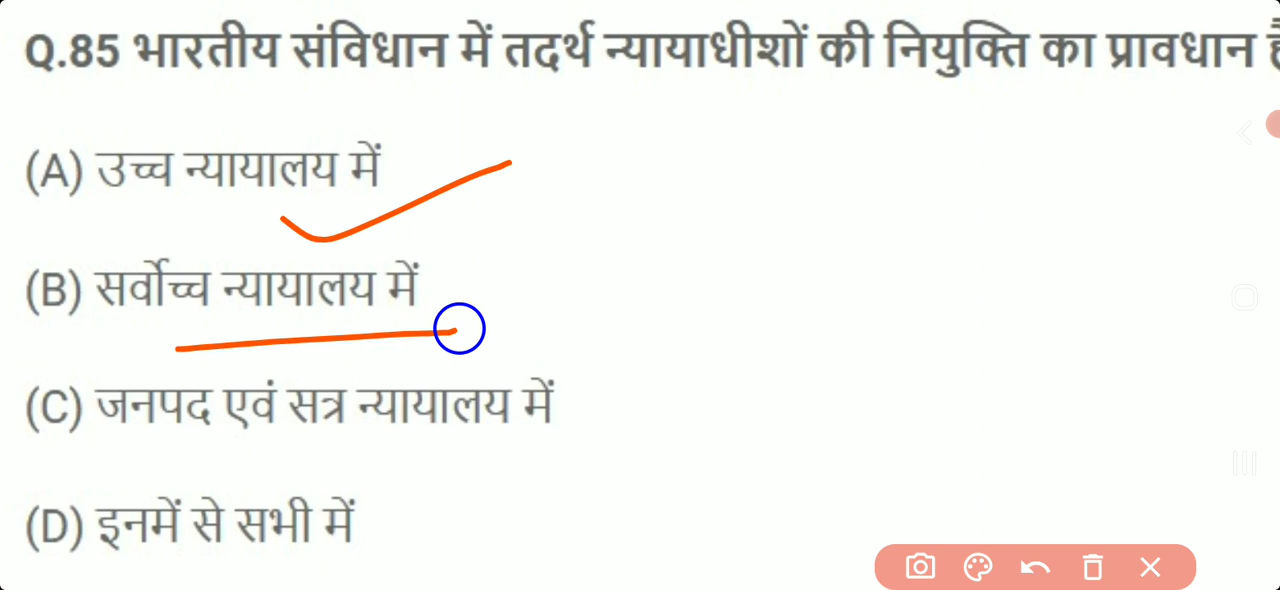 Q.85 भारतीय संविधान में तदर्थ न्यायाधीशों की नियुक्ति का प्रावधान
(A) उच्च न्यायालय में
(B) सर्वोच्च न्यायालय में
(C) जनपद एवं सत्र न्यायालय में
(D) इनमें से सभी में